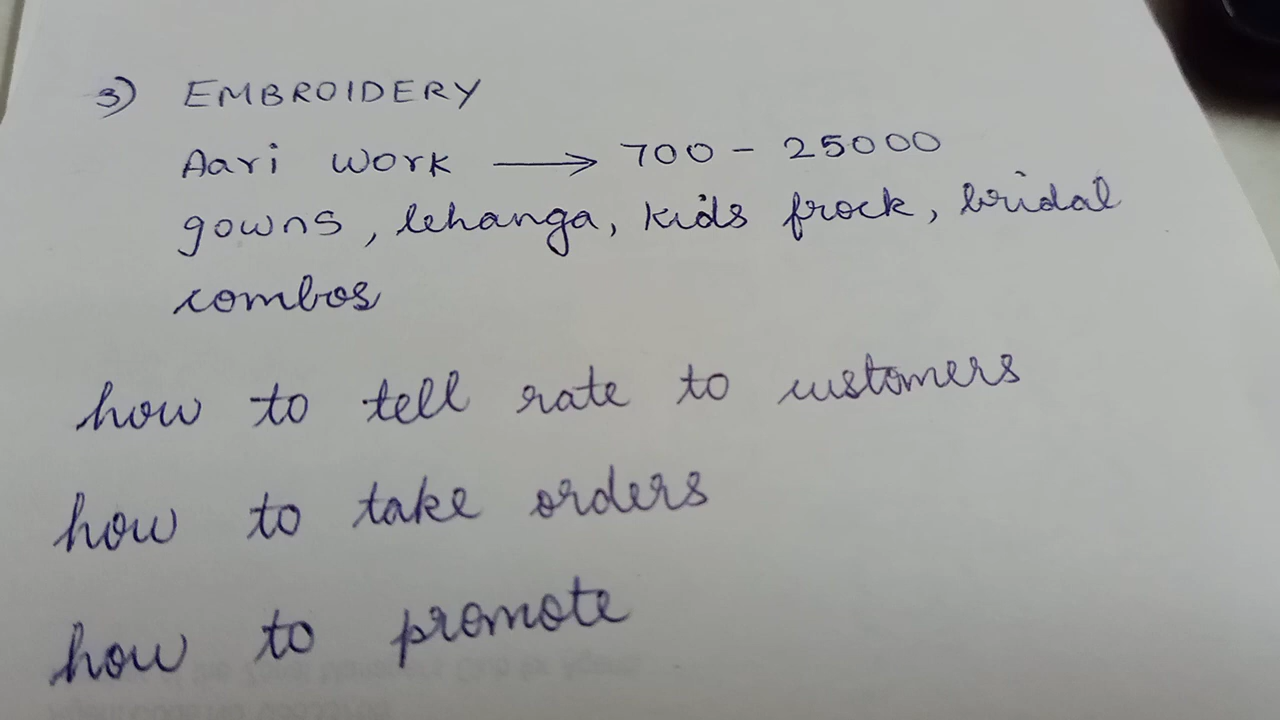 3) EMBROIDERY
Aari work → 700 - 25000
gowns, lehanga, kids frock, bridal
combos
how to tell rate to customers
how to take orders
how to promote